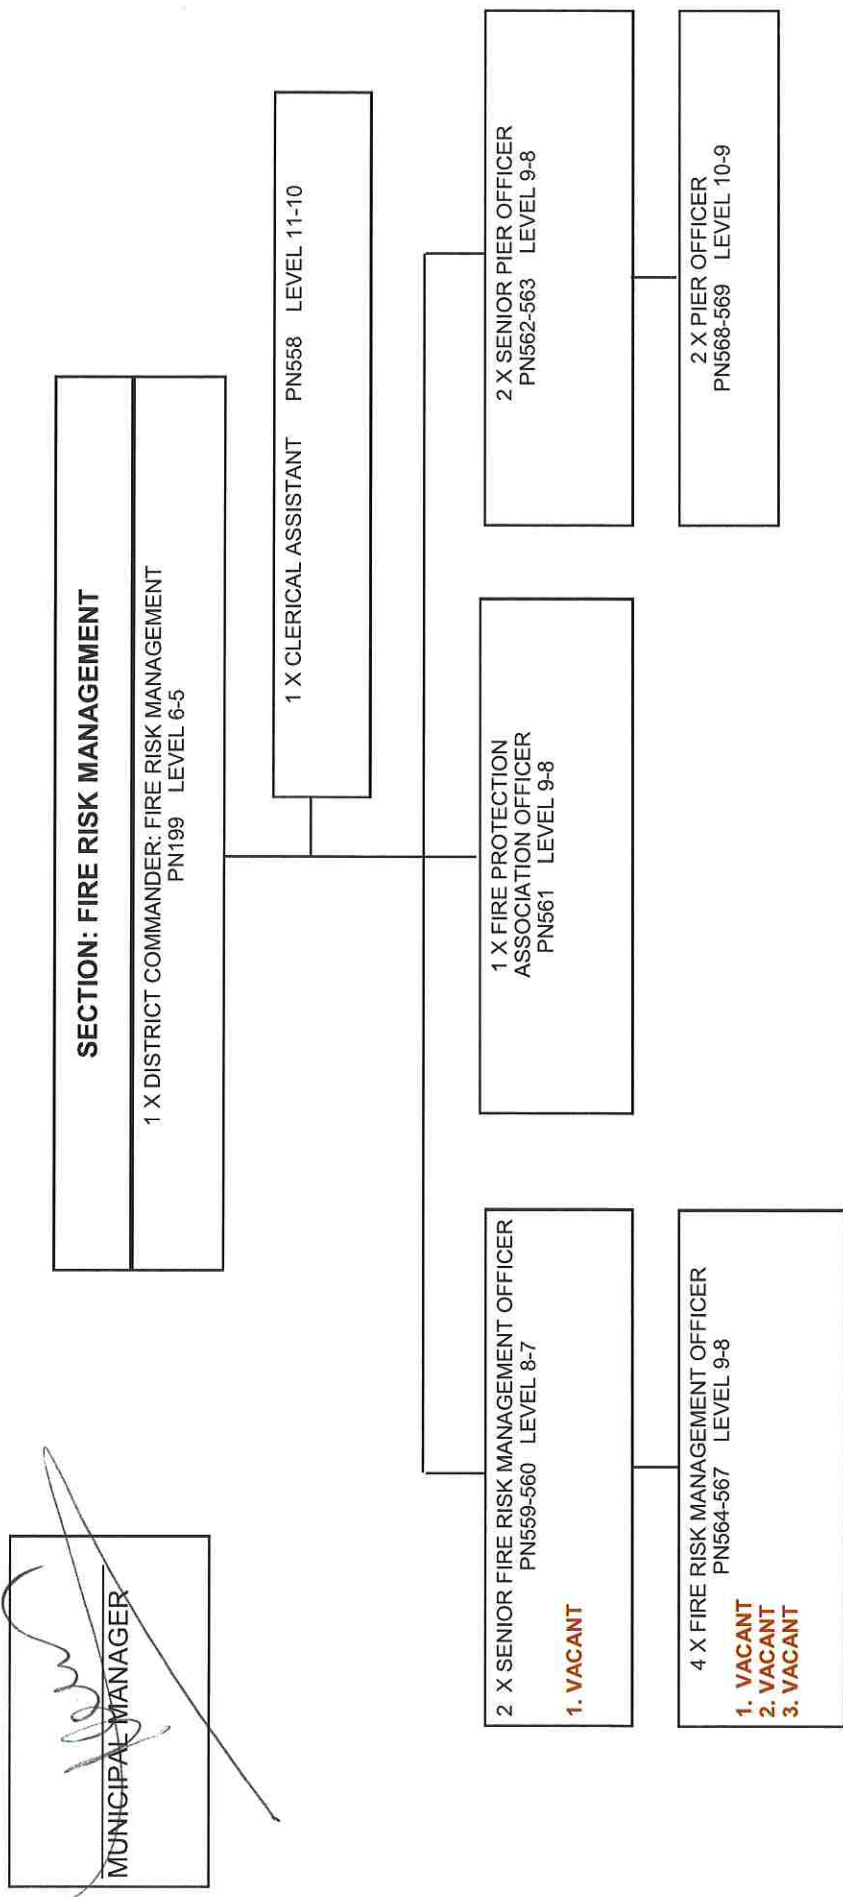 MUNICIPAL MANAGER
SECTION: FIRE RISK MANAGEMENT
1 X DISTRICT COMMANDER: FIRE RISK MANAGEMENT
PN199 LEVEL 6-5
1 X CLERICAL ASSISTANT PN558 LEVEL 11-10
2 X SENIOR FIRE RISK MANAGEMENT OFFICER
PN559-560 LEVEL 8-7
1. VACANT
1 X FIRE PROTECTION
ASSOCIATION OFFICER
PN561 LEVEL 9-8
2 X SENIOR PIER OFFICER
PN562-563 LEVEL 9-8
4 X FIRE RISK MANAGEMENT OFFICER
PN564-567 LEVEL 9-8
1. VACANT
2. VACANT
3. VACANT
2 X PIER OFFICER
PN568-569 LEVEL 10-9